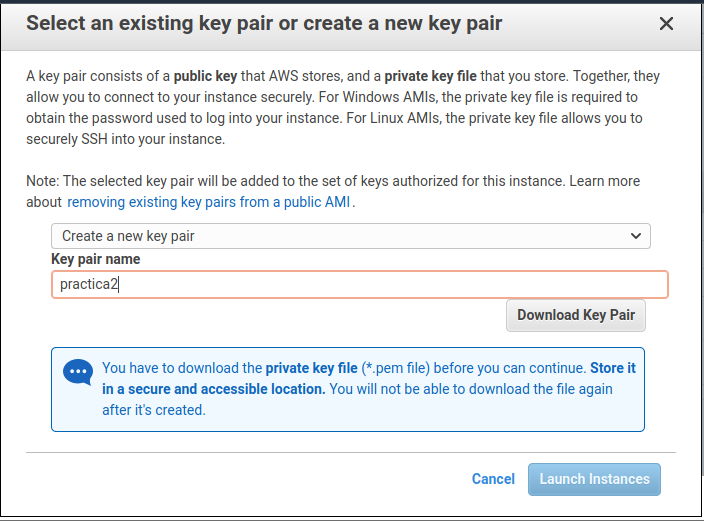 Select an existing key pair or create a new key pair
A key pair consists of a public key that AWS stores, and a private key file that you store. Together, they
allow you to connect to your instance securely. For Windows AMIs, the private key file is required to
obtain the password used to log into your instance. For Linux AMIs, the private key file allows you to
securely SSH into your instance.
Note: The selected key pair will be added to the set of keys authorized for this instance. Learn more
about removing existing key pairs from a public AMI.
Create a new key pair
Key pair name
practica2
Download Key Pair
You have to download the private key file (*.pem file) before you can continue. Store it
in a secure and accessible location. You will not be able to download the file again
after it's created.
Cancel
Launch Instances